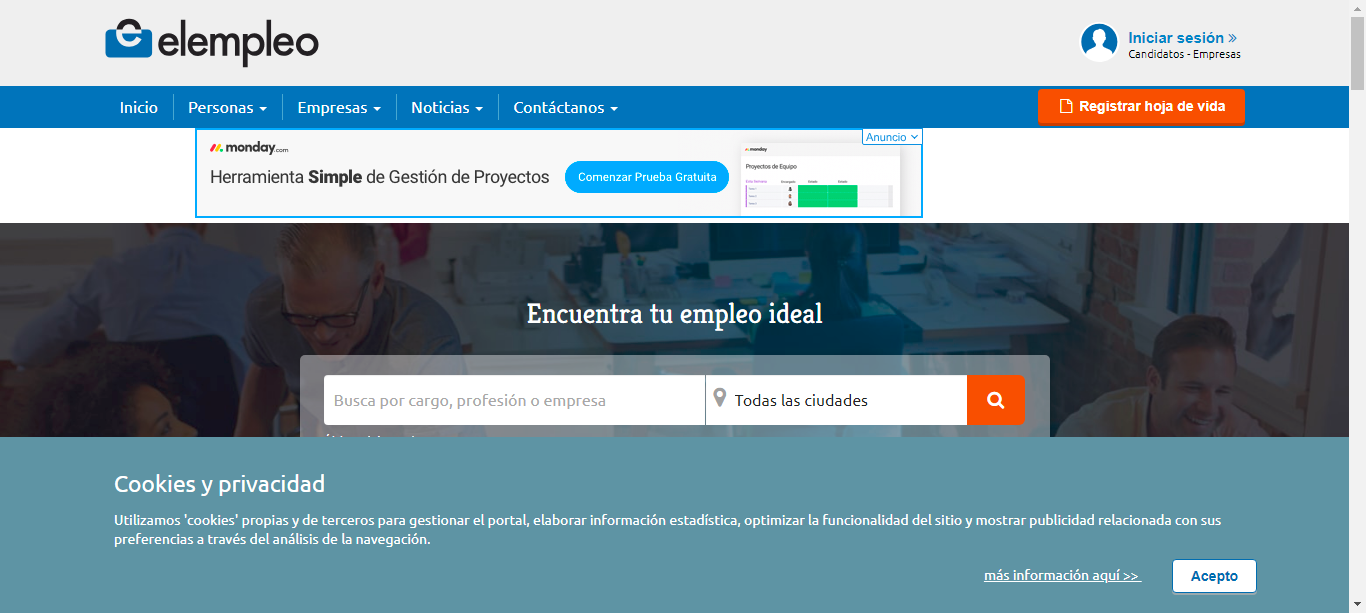 elempleo
Iniciar sesión »
Candidatos - Empresas
Inicio
Personas
Empresas
Noticias
Contáctanos
Registrar hoja de vida
Anuncio
monday.com
Herramienta Simple de Gestión de Proyectos
Comenzar Prueba Gratuita
monday
Proyectos de Equipo
Encuentra tu empleo ideal
Busca por cargo, profesión o empresa
Todas las ciudades
Cookies y privacidad
Utilizamos 'cookies' propias y de terceros para gestionar el portal, elaborar información estadística, optimizar la funcionalidad del sitio y mostrar publicidad relacionada con sus
preferencias a través del análisis de la navegación.
más información aquí >>
Acepto